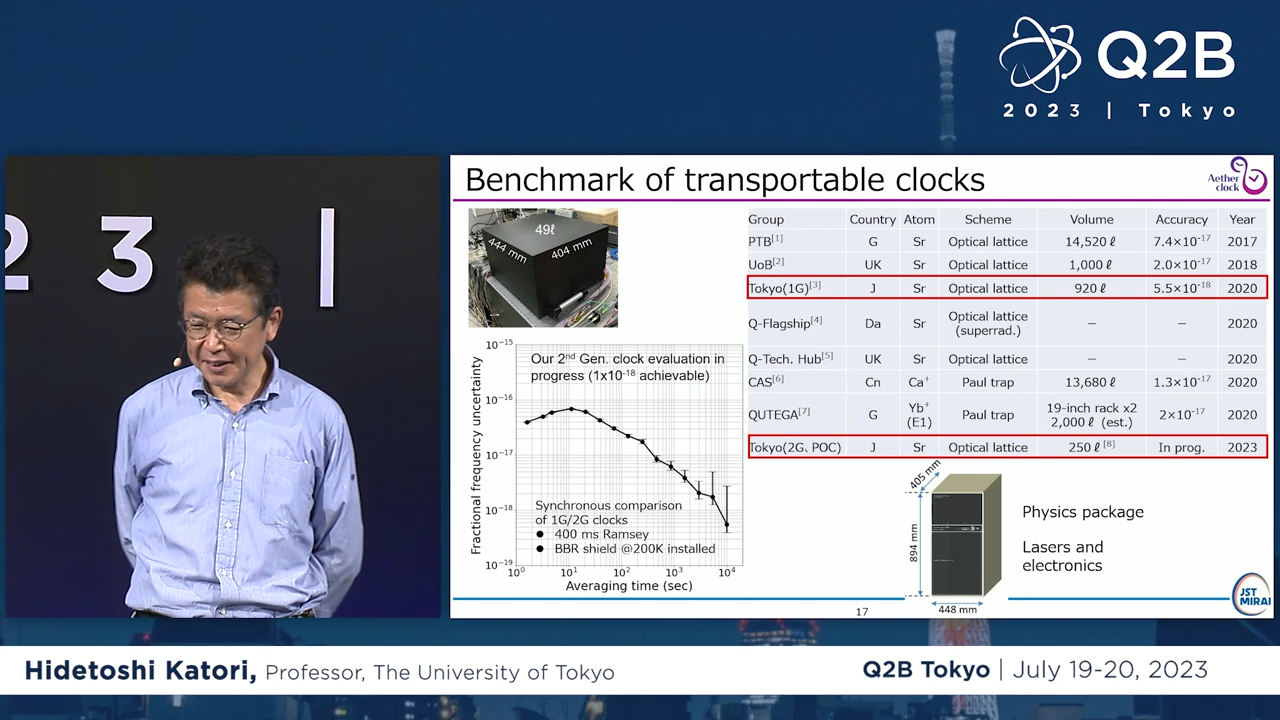 Q2B
2023 | Tokyo
2 3 |
Benchmark of transportable clocks
Aether
clock
49ℓ
444 mm
404 mm
Group Country Atom Scheme Volume Accuracy Year
PTB[1] G Sr Optical lattice 14,520 ℓ 7.4×10-17 2017
UoB[2] UK Sr Optical lattice 1,000 ℓ 2.0×10-17 2018
Tokyo(1G)[3] J Sr Optical lattice 920 ℓ 5.5×10-18 2020
Q-Flagship[4] Da Sr Optical lattice (superrad.) — — 2020
Q-Tech. Hub[5] UK Sr Optical lattice — — 2020
CAS[6] Cn Ca+ Paul trap 13,680 ℓ 1.3×10-17 2020
QUTEGA[7] G Yb+ (E1) Paul trap 19-inch rack x2 2,000 ℓ (est.) 2×10-17 2020
Tokyo(2G、POC) J Sr Optical lattice 250 ℓ [8] In prog. 2023
Fractional frequency uncertainty
10-15
10-16
10-17
10-18
10-19
Our 2nd Gen. clock evaluation in
progress (1x10-18 achievable)
Synchronous comparison
of 1G/2G clocks
● 400 ms Ramsey
● BBR shield @200K installed
100 101 102 103 104
Averaging time (sec)
405 mm
894 mm
448 mm
Physics package
Lasers and
electronics
17
JST
MIRAI
Hidetoshi Katori, Professor, The University of Tokyo
Q2B Tokyo | July 19-20, 2023